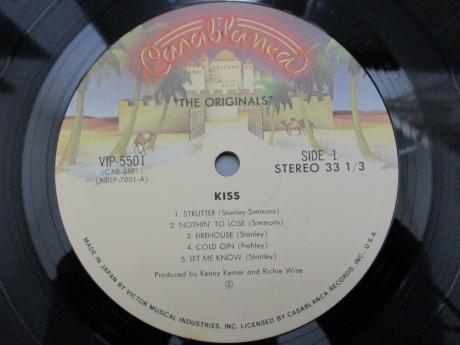 Casablanca
"THE ORIGINALS"
VIP-5501
(CAB-5501)
(NBLP-7001-A)
SIDE 1
STEREO 33 1/3
KISS
1. STRUTTER (Stanley-Simmons)
2. NOTHIN' TO LOSE (Simmons)
3. FIREHOUSE (Stanley)
4. COLD GIN (Frehley)
5. LET ME KNOW (Stanley)
Produced by Kenny Kerner and Richie Wise
Ⓢ
MADE IN JAPAN BY VICTOR MUSICAL INDUSTRIES, INC. LICENSED BY CASABLANCA RECORDS, INC., U.S.A.